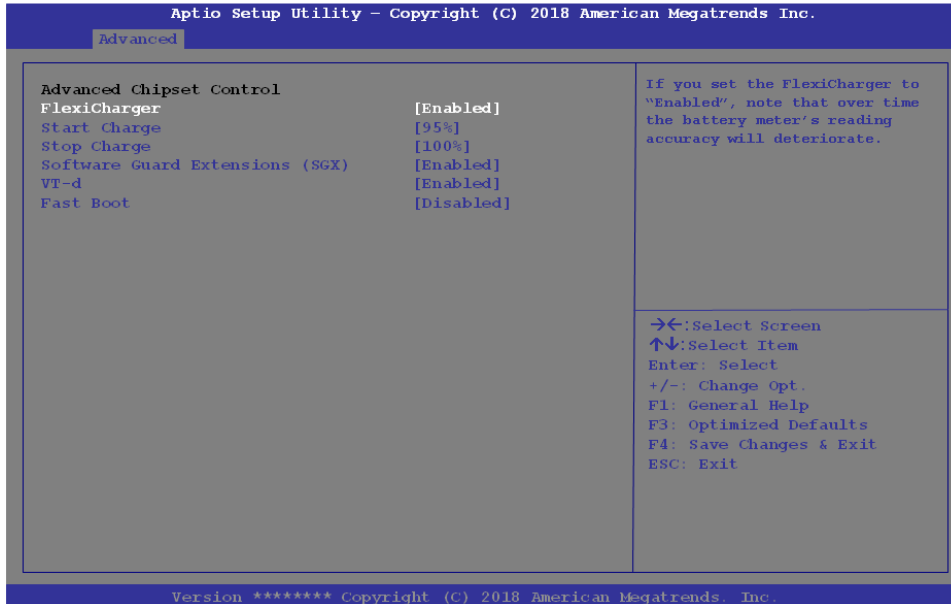 Aptio Setup Utility – Copyright (C) 2018 American Megatrends Inc.
Advanced
Advanced Chipset Control
FlexiCharger [Enabled]
Start Charge [95%]
Stop Charge [100%]
Software Guard Extensions (SGX) [Enabled]
VT-d [Enabled]
Fast Boot [Disabled]
If you set the FlexiCharger to
“Enabled”, note that over time
the battery meter’s reading
accuracy will deteriorate.
→←:Select Screen
↑↓:Select Item
Enter: Select
+/-: Change Opt.
F1: General Help
F3: Optimized Defaults
F4: Save Changes & Exit
ESC: Exit
Version ******** Copyright (C) 2018 American Megatrends. Inc.